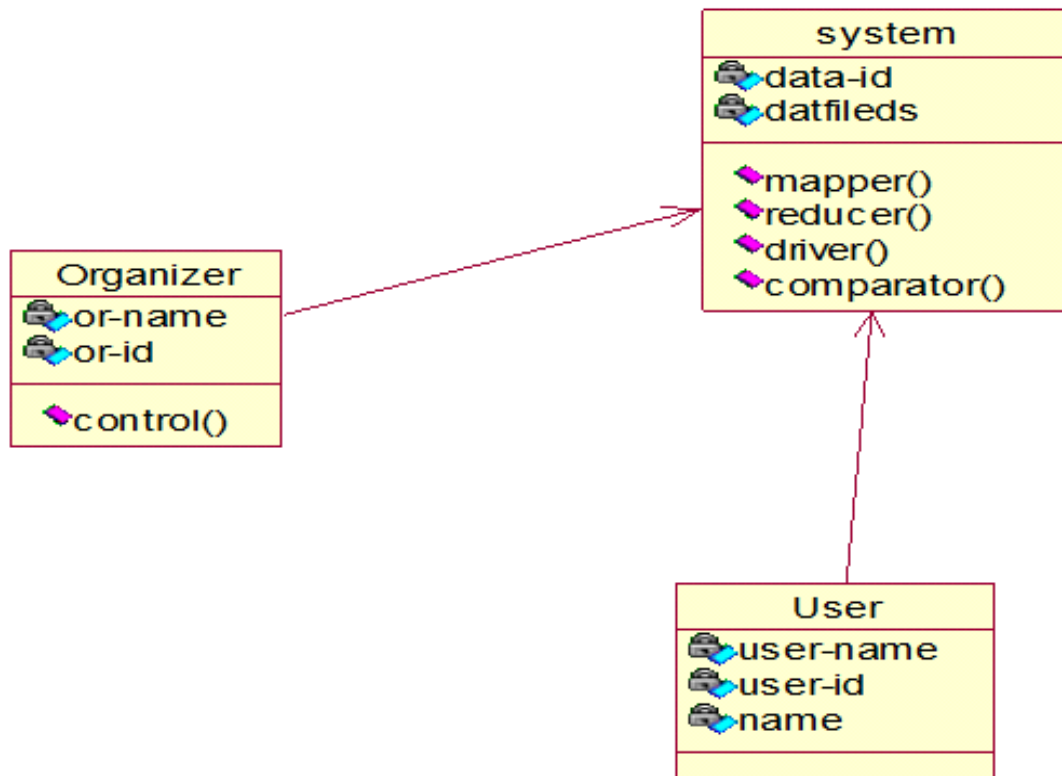 system
data-id
datfileds
mapper()
reducer()
driver()
comparator()
Organizer
or-name
or-id
control()
User
user-name
user-id
name